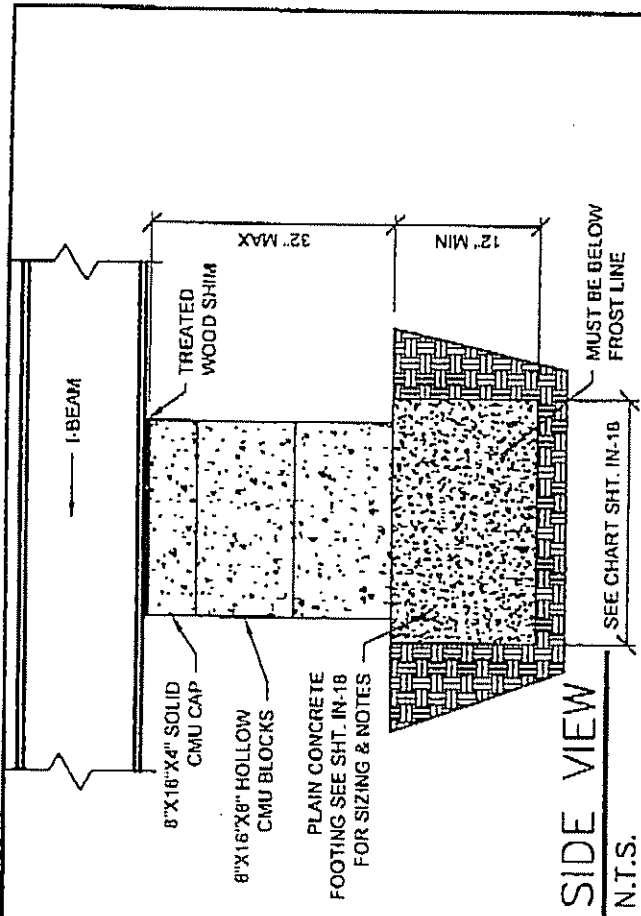 I-BEAM
TREATED
WOOD SHIM
8"X16"X4" SOLID
CMU CAP
8"X16"X8" HOLLOW
CMU BLOCKS
32" MAX
PLAIN CONCRETE
FOOTING SEE SHT. IN-18
FOR SIZING & NOTES
12" MIN
MUST BE BELOW
FROST LINE
SEE CHART SHT. IN-18
SIDE VIEW
N.T.S.